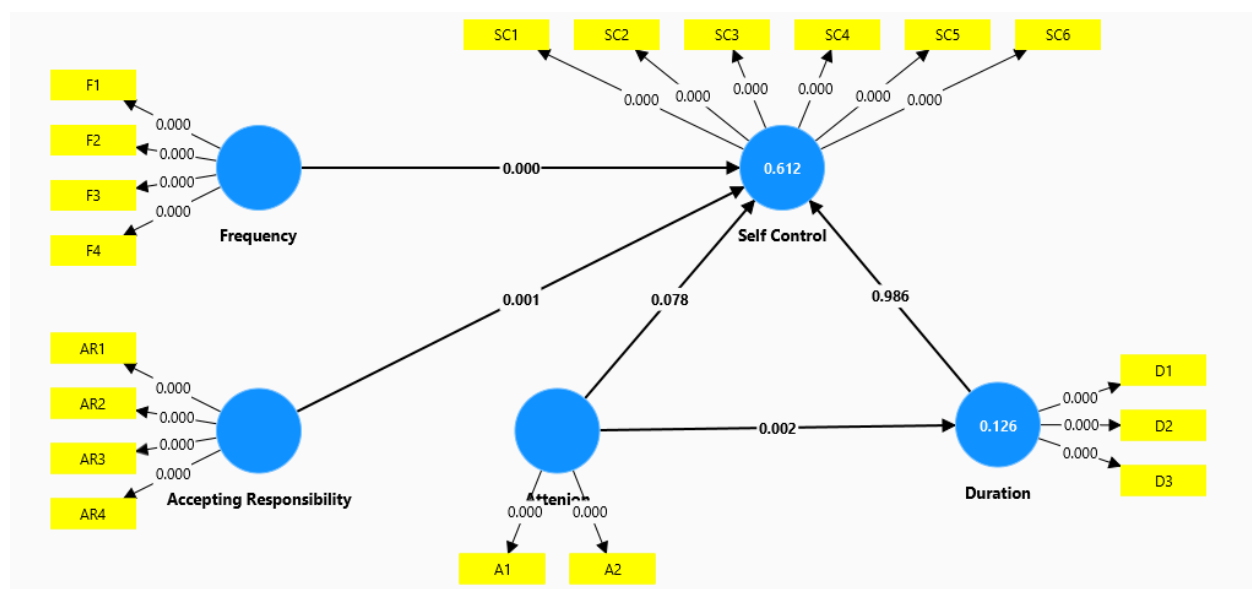 SC1 SC2 SC3 SC4 SC5 SC6
0.000 0.000 0.000 0.000 0.000 0.000
F1
F2
F3
F4
0.000
0.000
0.000
0.000
Frequency
0.000
0.612
Self Control
0.001
0.078
0.986
AR1
AR2
AR3
AR4
0.000
0.000
0.000
0.000
Accepting Responsibility
0.002
0.000 0.000
A1 A2
0.126
Duration
0.000
0.000
0.000
D1
D2
D3